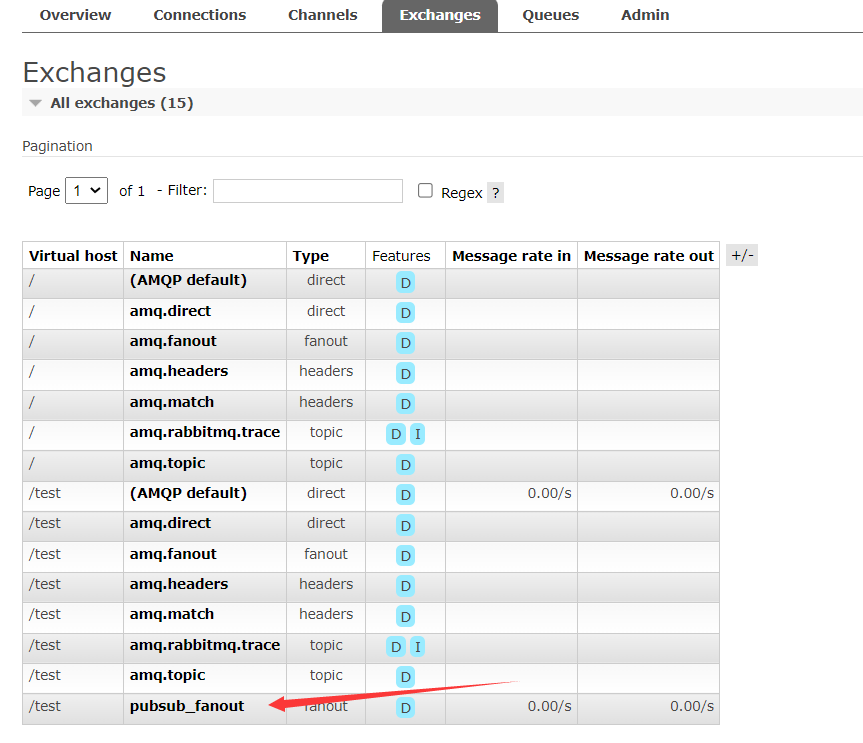 Overview Connections Channels Exchanges Queues Admin
Exchanges
All exchanges (15)
Pagination
Page 1 of 1 - Filter: Regex ?
Virtual host Name Type Features Message rate in Message rate out +/-
/ (AMQP default) direct D
/ amq.direct direct D
/ amq.fanout fanout D
/ amq.headers headers D
/ amq.match headers D
/ amq.rabbitmq.trace topic D I
/ amq.topic topic D
/test (AMQP default) direct D 0.00/s 0.00/s
/test amq.direct direct D
/test amq.fanout fanout D
/test amq.headers headers D
/test amq.match headers D
/test amq.rabbitmq.trace topic D I
/test amq.topic topic D
/test pubsub_fanout fanout D 0.00/s 0.00/s